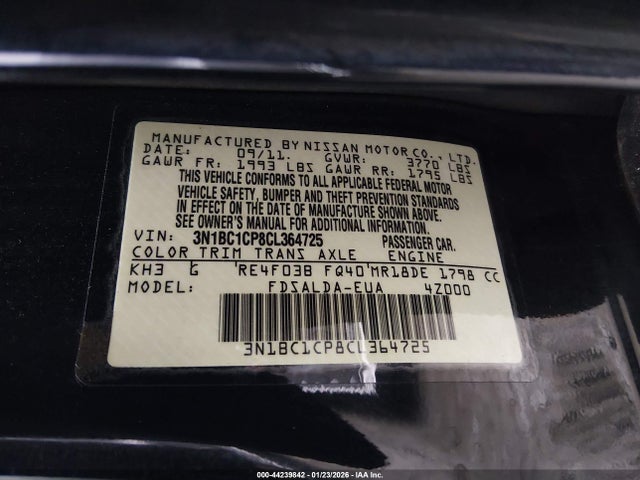 MANUFACTURED BY NISSAN MOTOR CO., LTD.
DATE: 09/11. GVWR: 3770 LBS
GAWR FR: 1993 LBS GAWR RR: 1795 LBS
THIS VEHICLE CONFORMS TO ALL APPLICABLE FEDERAL MOTOR
VEHICLE SAFETY, BUMPER AND THEFT PREVENTION STANDARDS
IN EFFECT ON THE DATE OF MANUFACTURE SHOWN ABOVE.
SEE OWNER'S MANUAL FOR ADDITIONAL INFORMATION.
VIN: 3N1BC1CP8CL364725 PASSENGER CAR.
COLOR TRIM TRANS AXLE ENGINE
KH3 G RE4F03B FQ40 MR18DE 1798 CC
MODEL: FDSALDA-EUA 4Z000
3N1BC1CP8CL364725
000-44239842 - 01/23/2026 - IAA Inc.